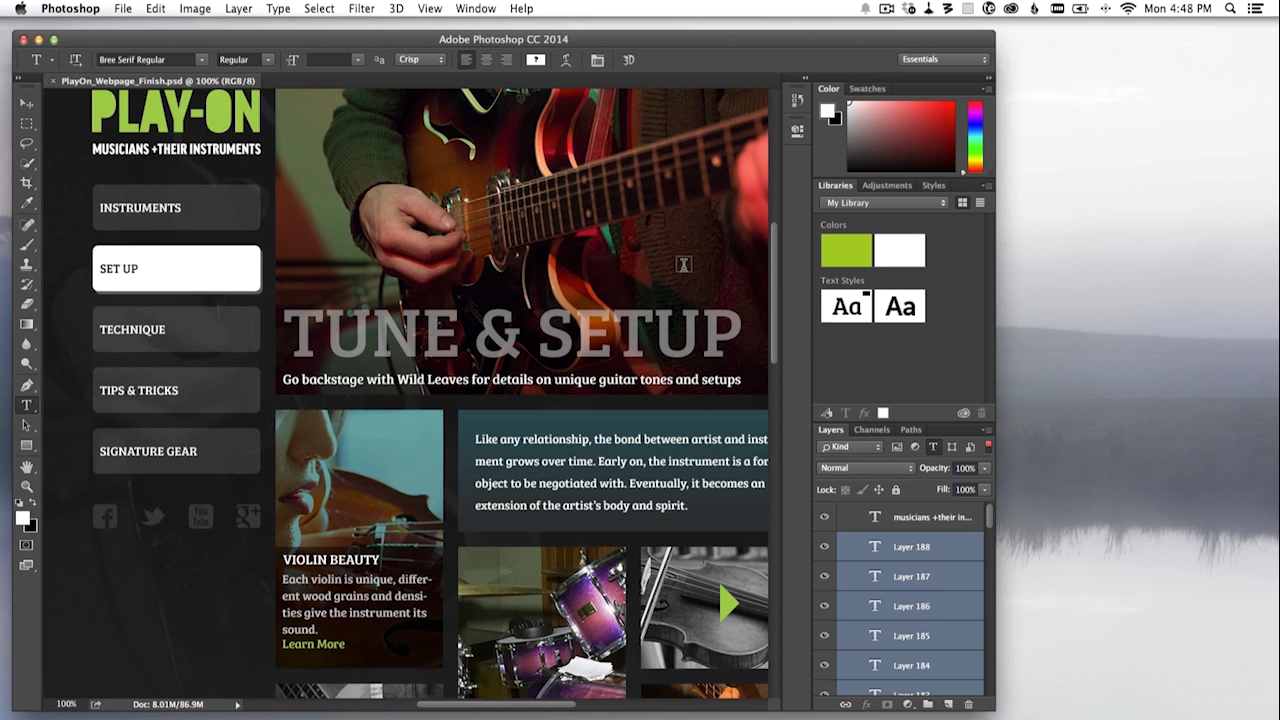 Photoshop File Edit Image Layer Type Select Filter 3D View Window Help Mon 4:48 PM
Adobe Photoshop CC 2014
T Bree Serif Regular Regular Crisp 3D Essentials
× PlayOn_Webpage_Finish.psd @ 100% (RGB/8)
Color Swatches
PLAY-ON
MUSICIANS +THEIR INSTRUMENTS
INSTRUMENTS
SET UP
TECHNIQUE
TIPS & TRICKS
SIGNATURE GEAR
You
Tube
TUNE & SETUP
Go backstage with Wild Leaves for details on unique guitar tones and setups
Like any relationship, the bond between artist and inst
ment grows over time. Early on, the instrument is a for
object to be negotiated with. Eventually, it becomes an
extension of the artist's body and spirit.
VIOLIN BEAUTY
Each violin is unique, differ-
ent wood grains and densi-
ties give the instrument its
sound.
Learn More
Libraries Adjustments Styles
My Library
Colors
Text Styles
Aa Aa
Layers Channels Paths
Kind
Normal Opacity: 100%
Lock: Fill: 100%
T musicians +their in...
T Layer 188
T Layer 187
T Layer 186
T Layer 185
T Layer 184
100% Doc: 8.01M/86.9M